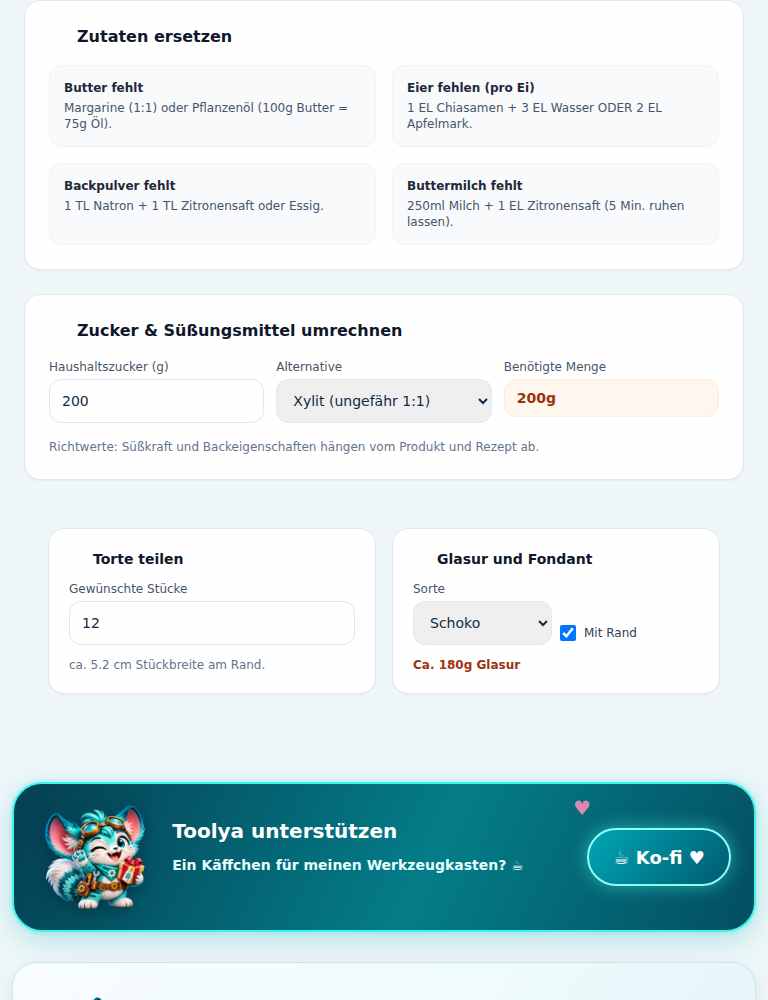 Zutaten ersetzen
Butter fehlt
Margarine (1:1) oder Pflanzenöl (100g Butter =
75g Öl).
Eier fehlen (pro Ei)
1 EL Chiasamen + 3 EL Wasser ODER 2 EL
Apfelmark.
Backpulver fehlt
1 TL Natron + 1 TL Zitronensaft oder Essig.
Buttermilch fehlt
250ml Milch + 1 EL Zitronensaft (5 Min. ruhen
lassen).
Zucker & Süßungsmittel umrechnen
Haushaltszucker (g)
200
Alternative
Xylit (ungefähr 1:1)
Benötigte Menge
200g
Richtwerte: Süßkraft und Backeigenschaften hängen vom Produkt und Rezept ab.
Torte teilen
Gewünschte Stücke
12
ca. 5.2 cm Stückbreite am Rand.
Glasur und Fondant
Sorte
Schoko
Mit Rand
Ca. 180g Glasur
Toolya unterstützen
Ein Käffchen für meinen Werkzeugkasten? ☕
☕ Ko-fi ♥